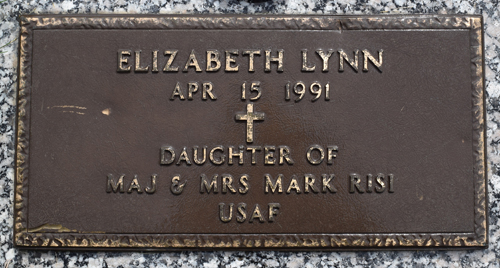 ELIZABETH LYNN
APR 15 1991
DAUGHTER OF
MAJ & MRS MARK RISI
USAF